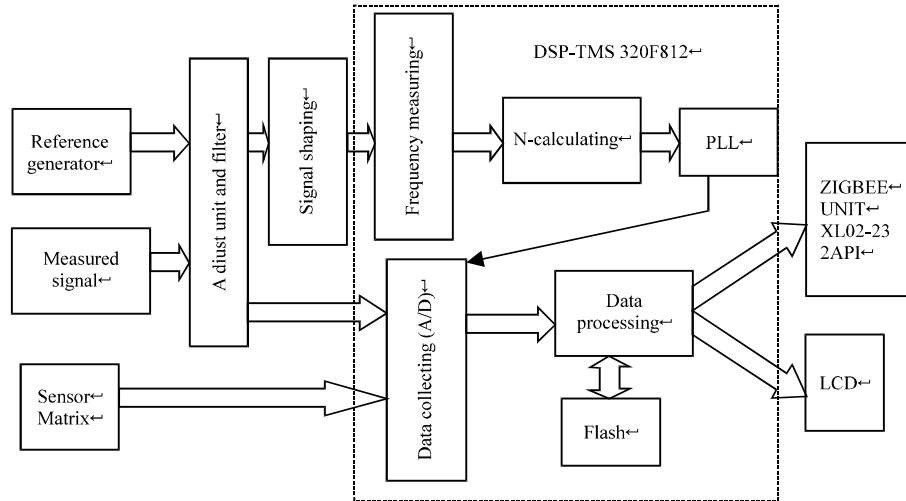 DSP-TMS 320F812↵
Reference↵
generator↵
Measured
signal↵
Sensor↵
Matrix↵
A diust unit and filter↵
Signal shaping↵
Frequency measuring↵
N-calculating↵
PLL↵
Data collecting (A/D)↵
Data
processing↵
Flash↵
ZIGBEE↵
UNIT↵
XL02-23
2API↵
LCD↵